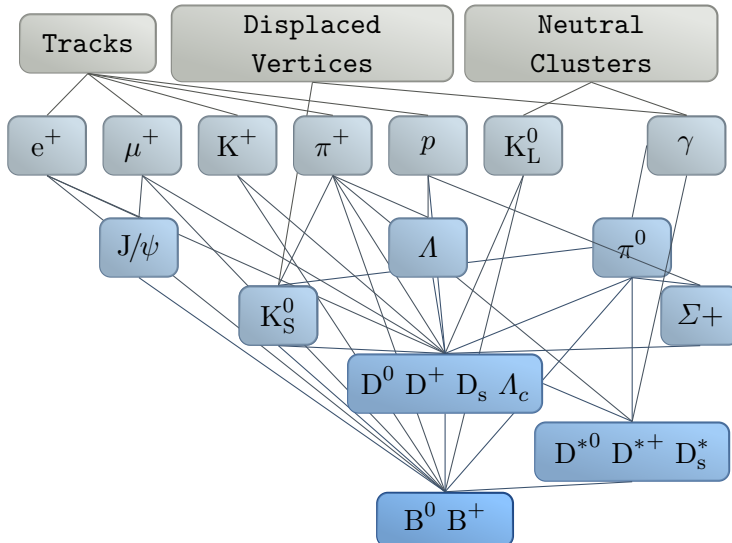 Tracks
Displaced
Vertices
Neutral
Clusters
e⁺ μ⁺ K⁺ π⁺ p K⁰_L γ
J/ψ Λ π⁰
K⁰_S Σ+
D⁰ D⁺ D_s Λ_c
D*⁰ D*⁺ D*_s
B⁰ B⁺